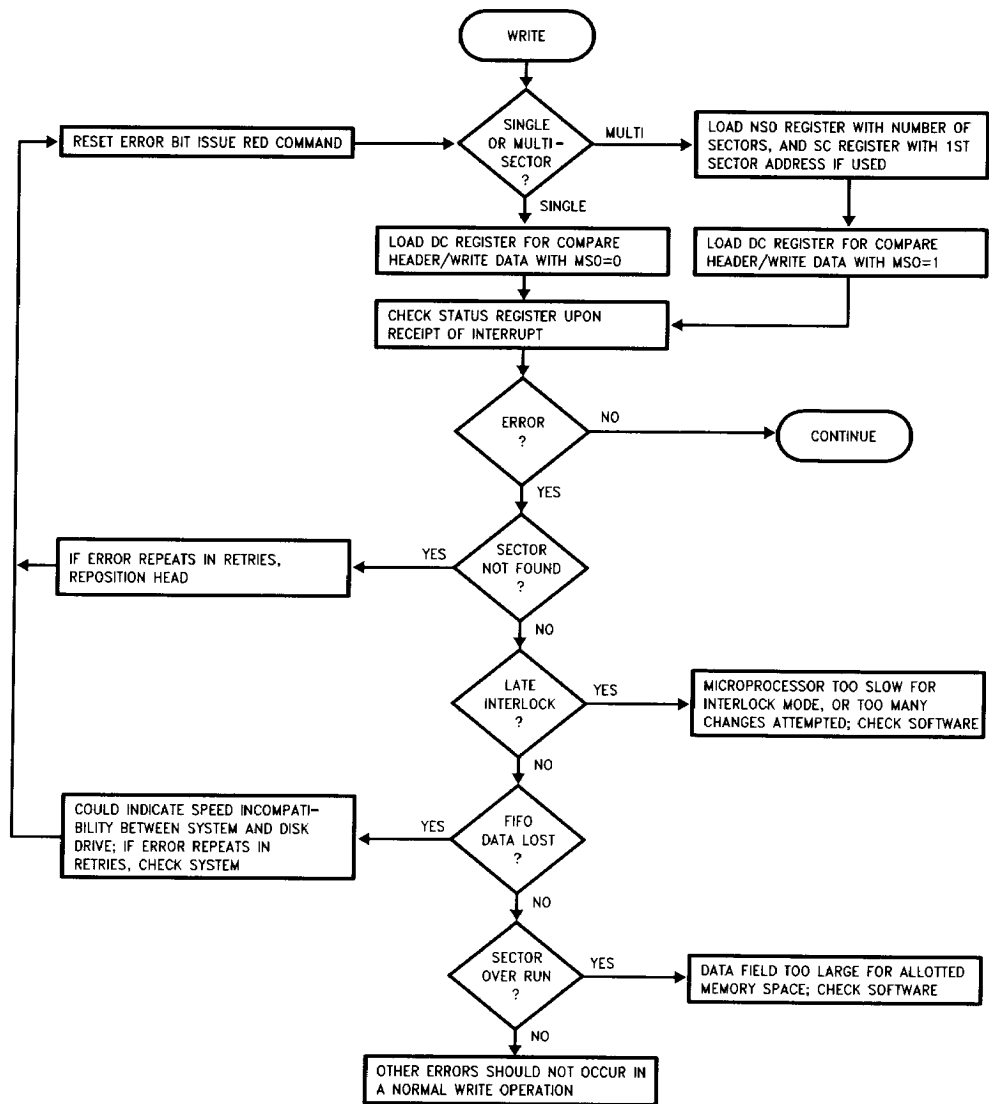 WRITE
SINGLE
OR MULTI-
SECTOR
?
MULTI
SINGLE
RESET ERROR BIT ISSUE RED COMMAND
LOAD NSO REGISTER WITH NUMBER OF
SECTORS, AND SC REGISTER WITH 1ST
SECTOR ADDRESS IF USED
LOAD DC REGISTER FOR COMPARE
HEADER/WRITE DATA WITH MSO=0
LOAD DC REGISTER FOR COMPARE
HEADER/WRITE DATA WITH MSO=1
CHECK STATUS REGISTER UPON
RECEIPT OF INTERRUPT
ERROR
?
NO
CONTINUE
YES
SECTOR
NOT FOUND
?
YES
IF ERROR REPEATS IN RETRIES,
REPOSITION HEAD
NO
LATE
INTERLOCK
?
YES
MICROPROCESSOR TOO SLOW FOR
INTERLOCK MODE, OR TOO MANY
CHANGES ATTEMPTED; CHECK SOFTWARE
NO
FIFO
DATA LOST
?
YES
COULD INDICATE SPEED INCOMPATI-
BILITY BETWEEN SYSTEM AND DISK
DRIVE; IF ERROR REPEATS IN
RETRIES, CHECK SYSTEM
NO
SECTOR
OVER RUN
?
YES
DATA FIELD TOO LARGE FOR ALLOTTED
MEMORY SPACE; CHECK SOFTWARE
NO
OTHER ERRORS SHOULD NOT OCCUR IN
A NORMAL WRITE OPERATION